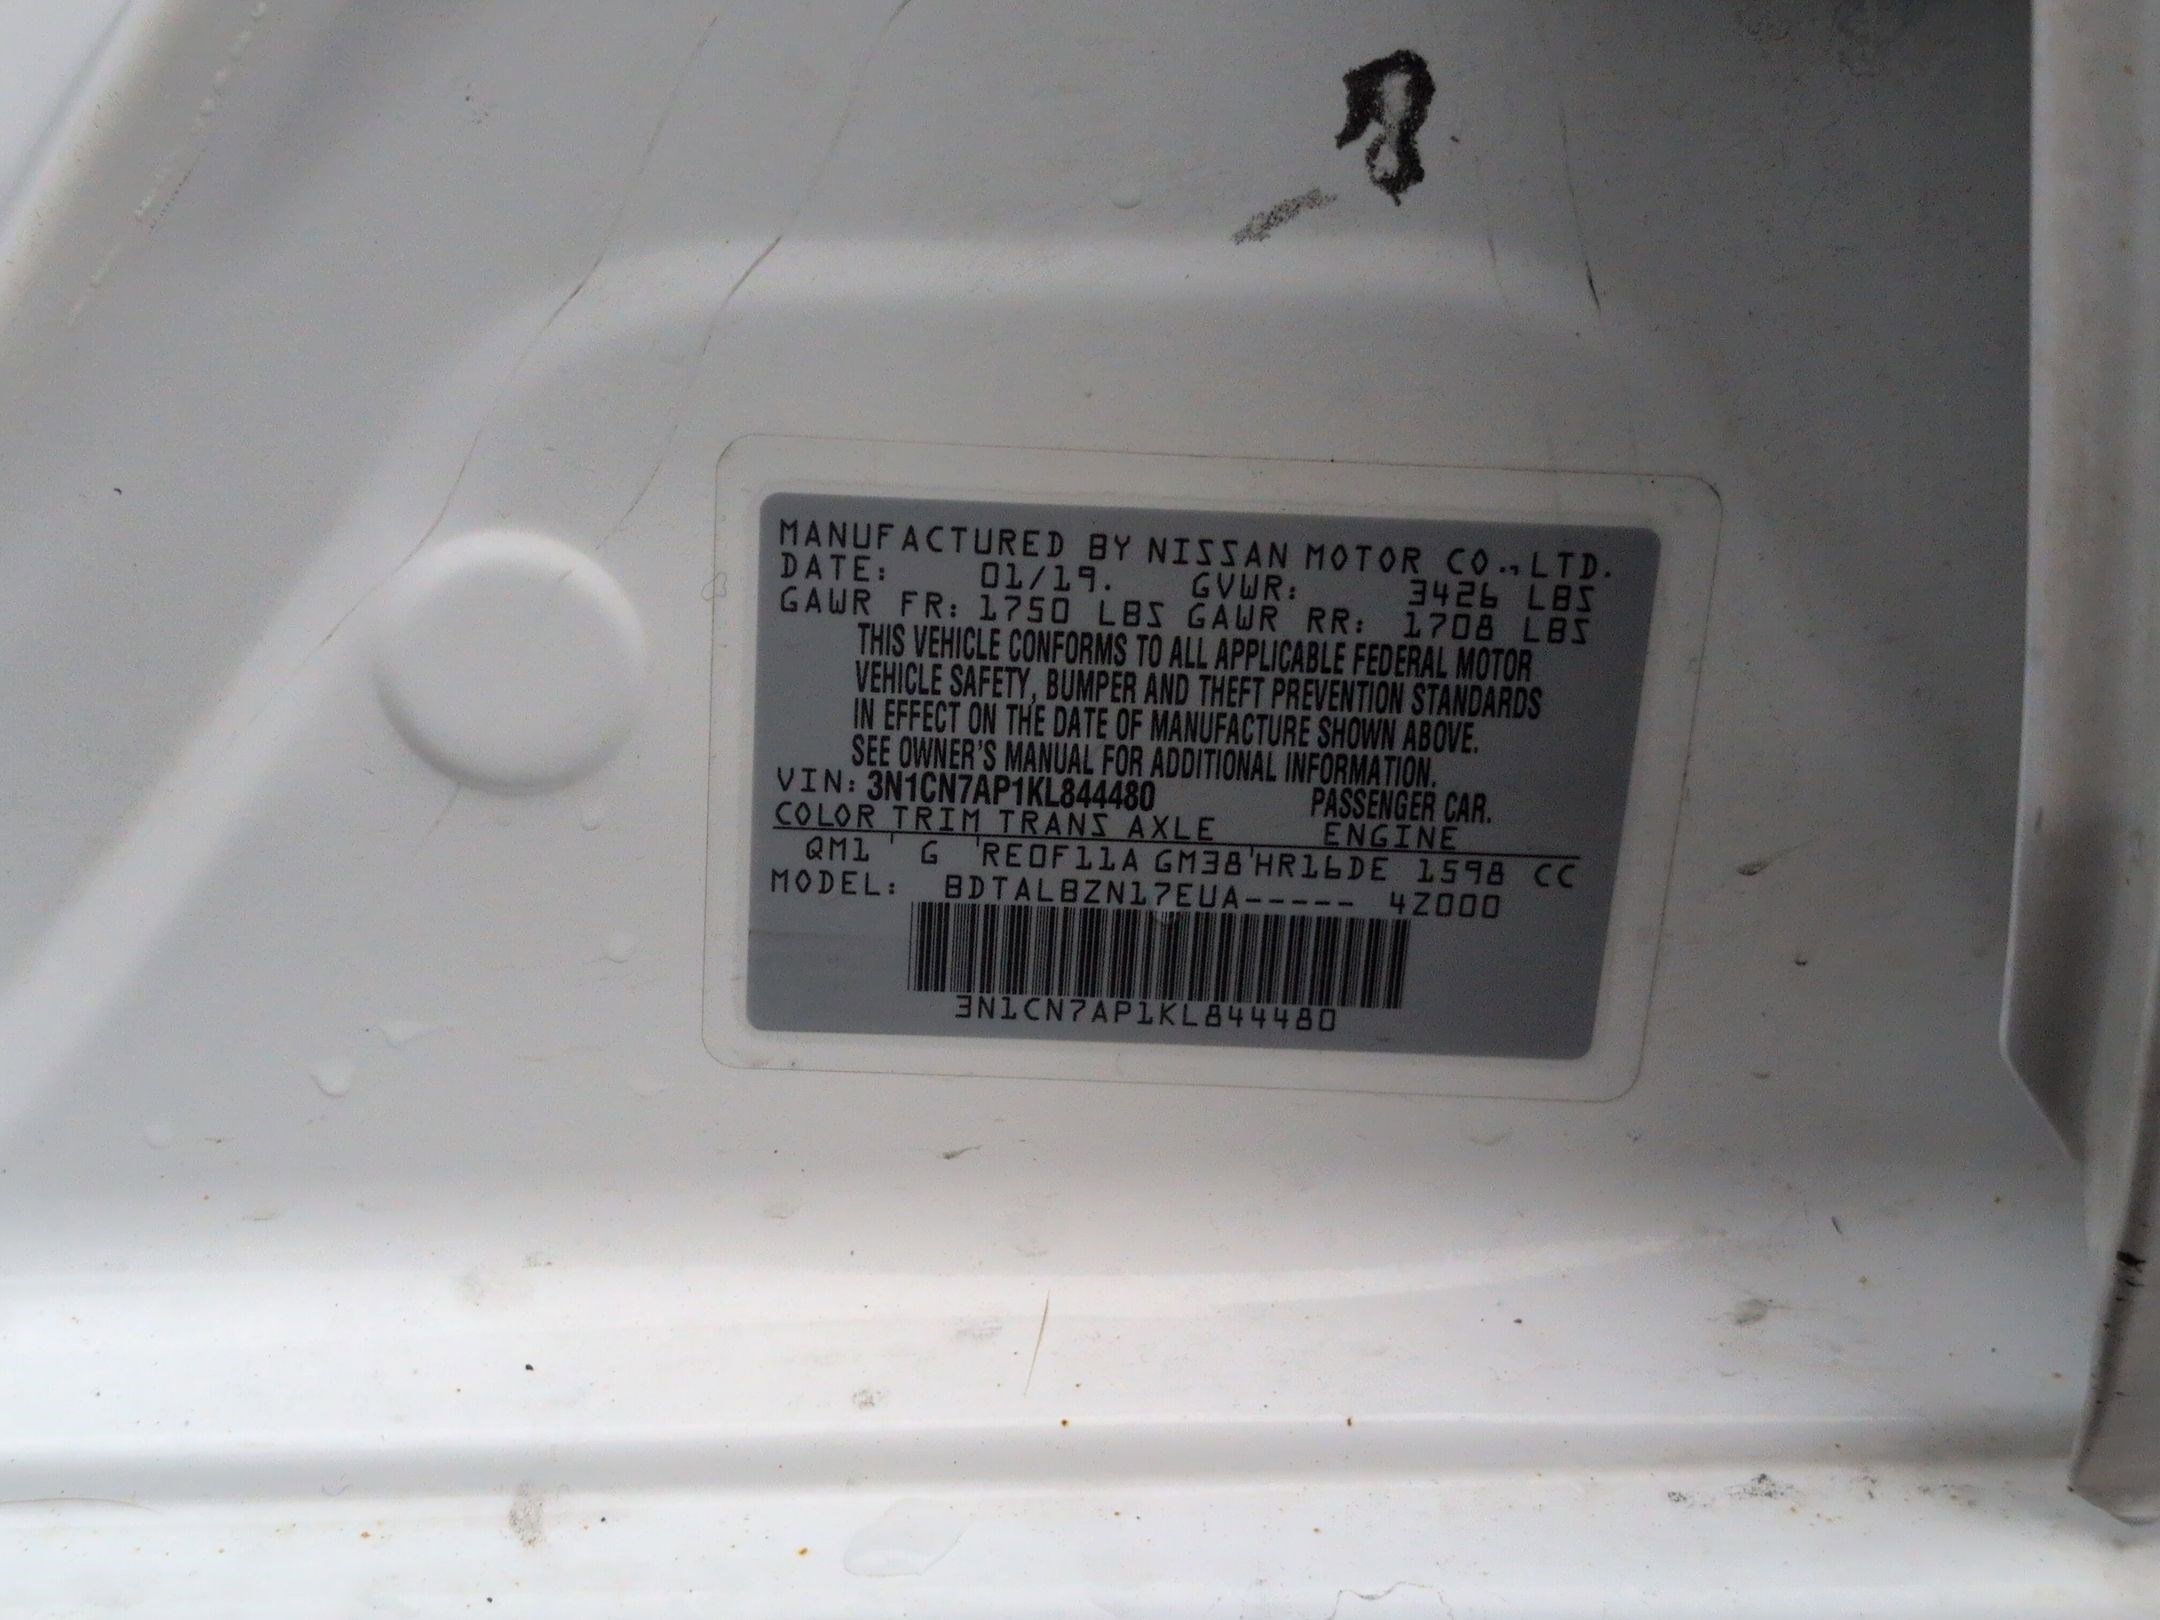 MANUFACTURED BY NISSAN MOTOR CO.,LTD.
DATE: 01/19. GVWR: 3426 LBS
GAWR FR: 1750 LBS GAWR RR: 1708 LBS
THIS VEHICLE CONFORMS TO ALL APPLICABLE FEDERAL MOTOR
VEHICLE SAFETY, BUMPER AND THEFT PREVENTION STANDARDS
IN EFFECT ON THE DATE OF MANUFACTURE SHOWN ABOVE.
SEE OWNER'S MANUAL FOR ADDITIONAL INFORMATION.
VIN: 3N1CN7AP1KL844480 PASSENGER CAR.
COLOR TRIM TRANS AXLE ENGINE
QM1 ' G 'RE0F11A GM38'HR16DE 1598 CC
MODEL: BDTALBZN17EUA----- 4Z000
3N1CN7AP1KL844480